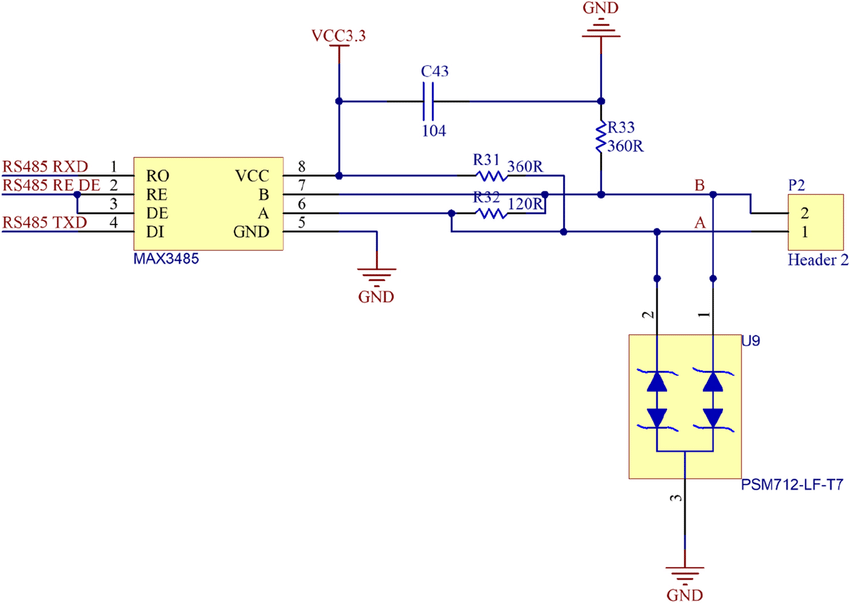 GND
VCC3.3
C43
104
R33
360R
RS485 RXD 1 RO VCC 8 R31 360R
RS485 RE DE 2 RE B 7 B P2
3 DE A 6 R32 120R 2
RS485 TXD 4 DI GND 5 A 1
MAX3485 Header 2
GND
2 1
U9
PSM712-LF-T7
3
GND